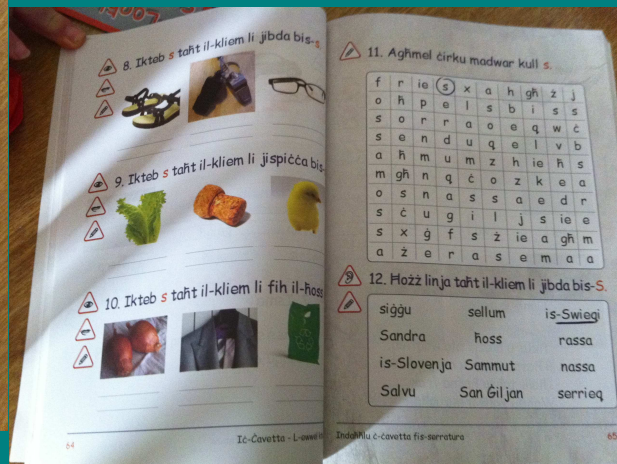 8. Ikteb s taħt il-kliem li jibda bis-s
9. Ikteb s taħt il-kliem li jispiċċa bis
10. Ikteb s taħt il-kliem li fih il-ħoss
64
Iċ-Ċavetta - L-ewwel
11. Agħmel ċirku madwar kull s.
f r ie s x a h għ ż j
o ħ p e l s b i s s
s o r r a o e q w ċ
s e n d u q e l v b
a ħ m u m z h ie ħ s
m għ n q ċ o z k e a
o s n a s s a e d r
s ċ u g i l j s ie e
s x ġ f s ż ie a għ m
a ż e r a s e m a a
12. Ħożż linja taħt il-kliem li jibda bis-S.
siġġu sellum is-Swieqi
Sandra ħoss rassa
is-Slovenja Sammut nassa
Salvu San Ġiljan serrieq
Indaħħlu ċ-ċavetta fis-serratura
65